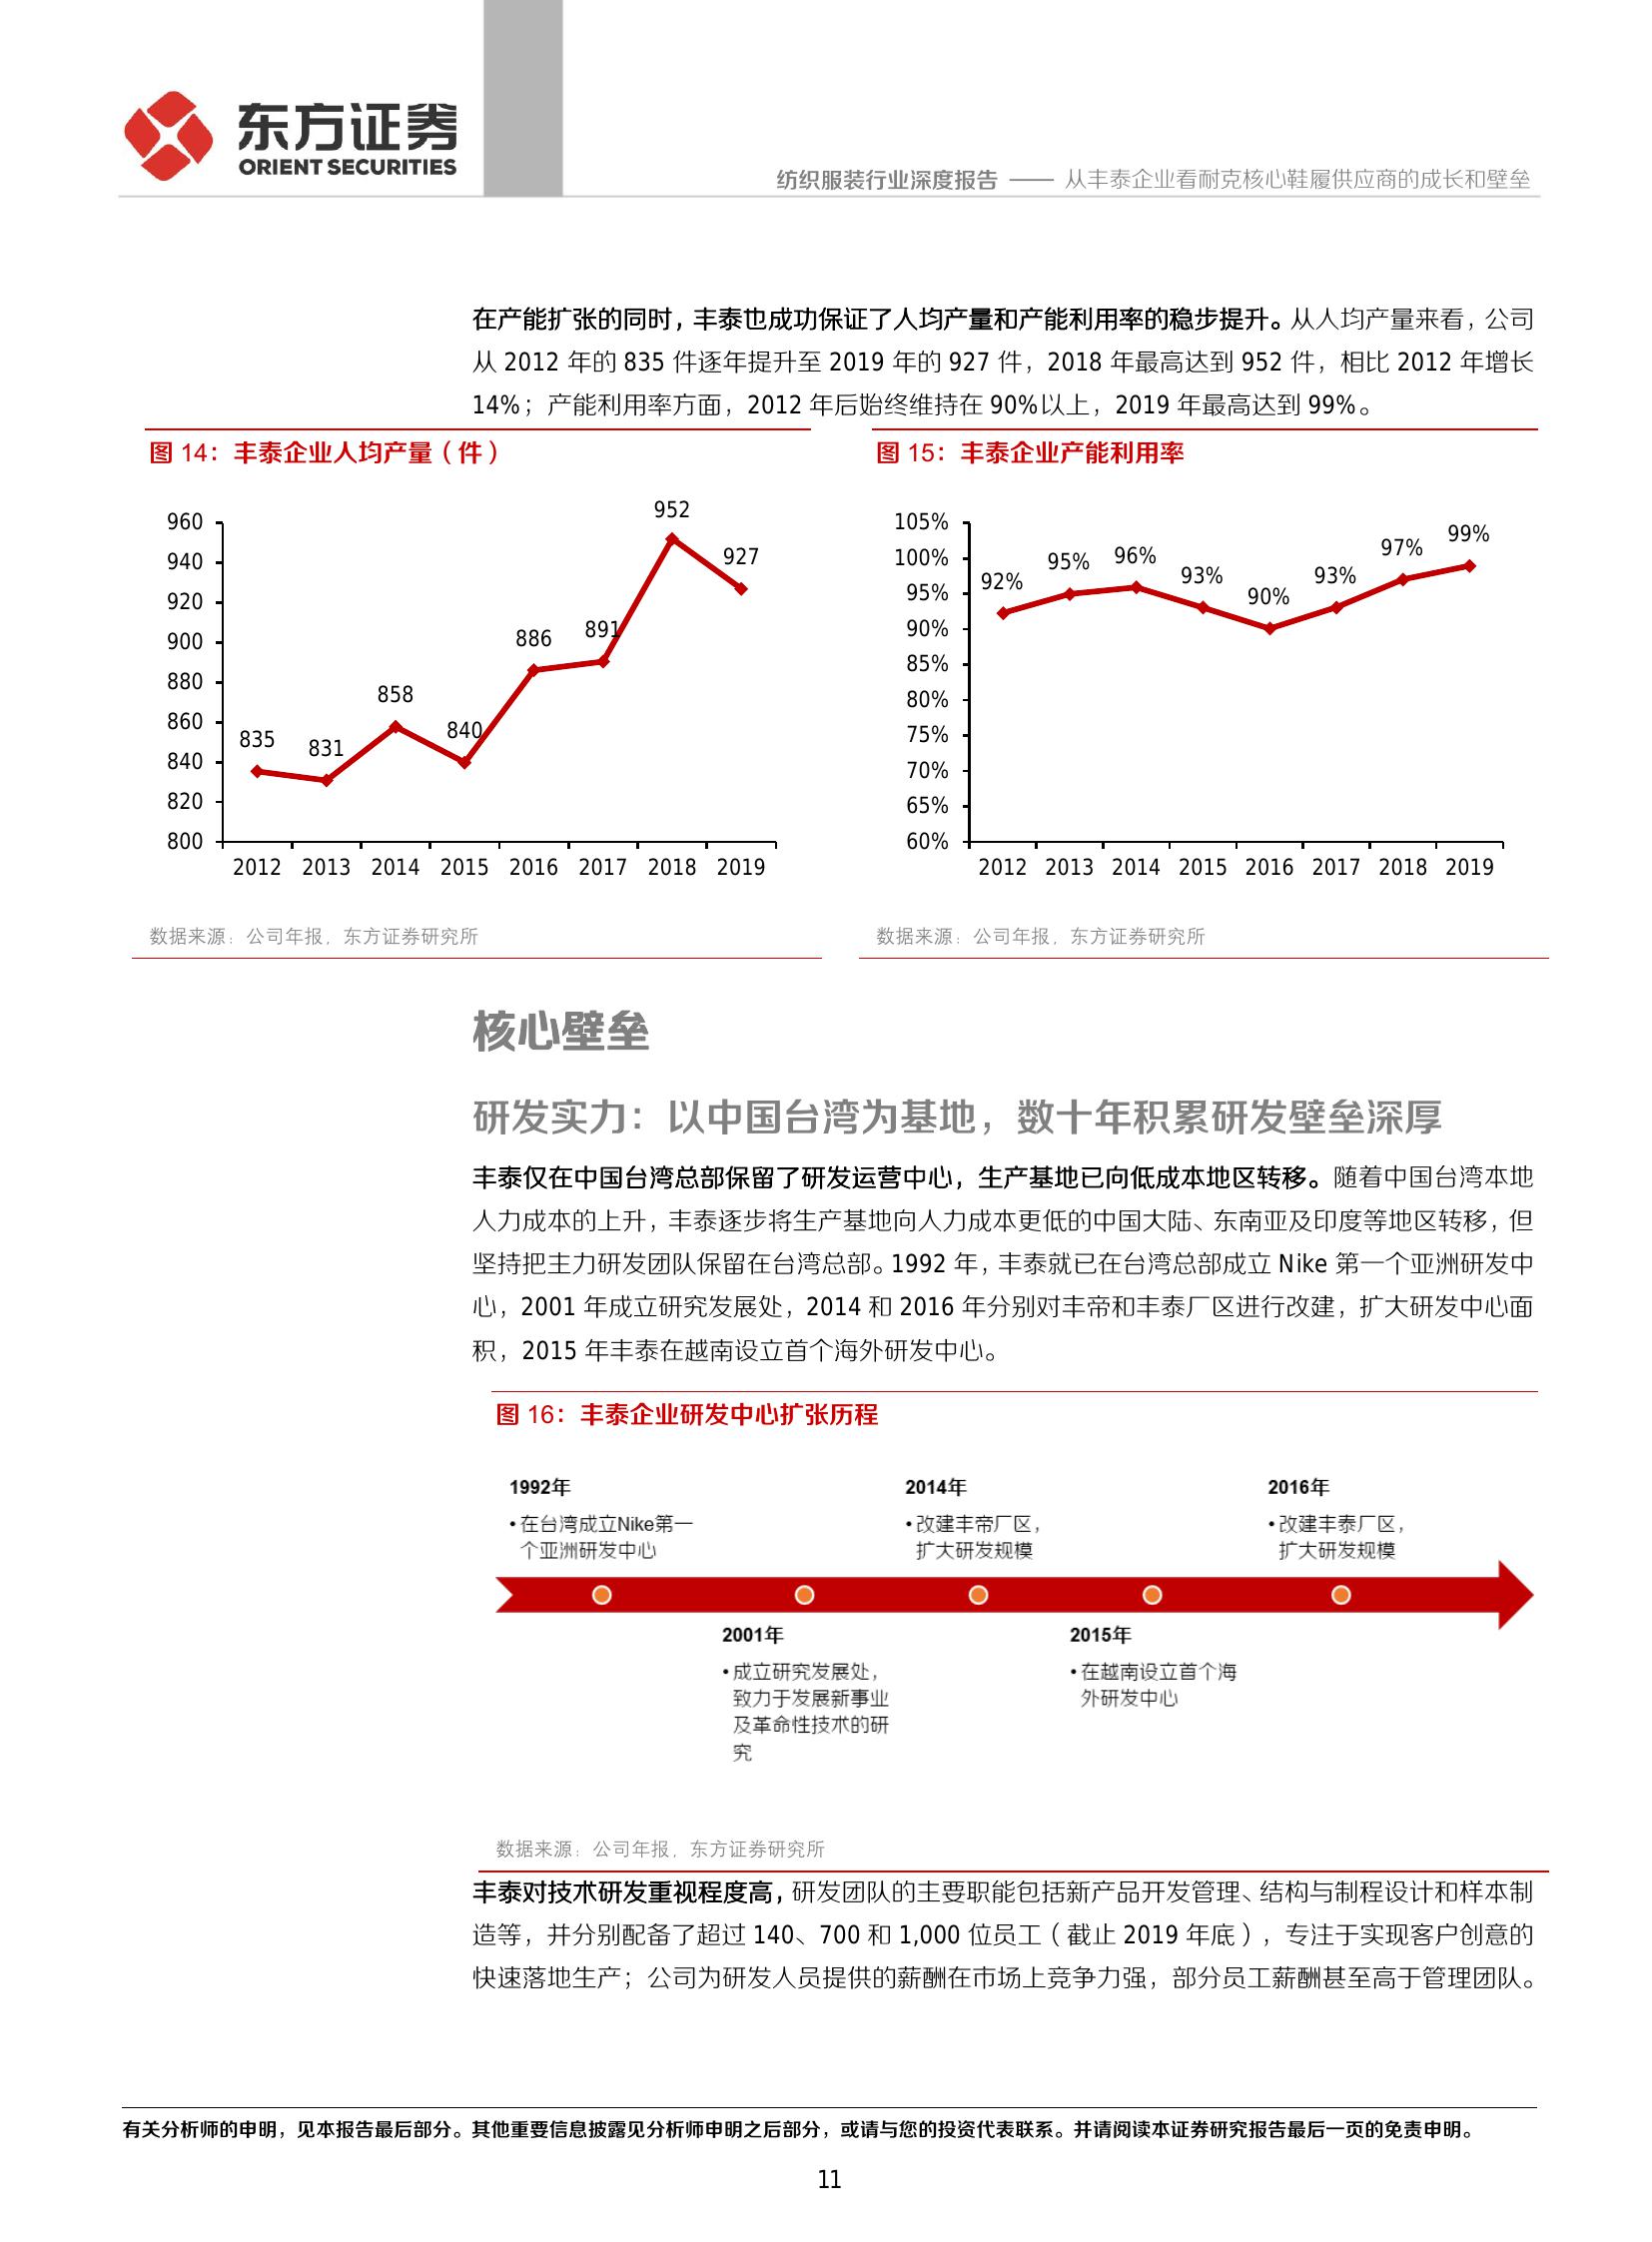 东方证券
ORIENT SECURITIES
纺织服装行业深度报告 —— 从丰泰企业看耐克核心鞋履供应商的成长和壁垒
在产能扩张的同时，丰泰也成功保证了人均产量和产能利用率的稳步提升。从人均产量来看，公司
从 2012 年的 835 件逐年提升至 2019 年的 927 件，2018 年最高达到 952 件，相比 2012 年增长
14%；产能利用率方面，2012 年后始终维持在 90%以上，2019 年最高达到 99%。
图 14：丰泰企业人均产量（件）
960
940
920
900
880
860
840
820
800
835
831
858
840
886
891
952
927
2012 2013 2014 2015 2016 2017 2018 2019
数据来源：公司年报，东方证券研究所
图 15：丰泰企业产能利用率
105%
100%
95%
90%
85%
80%
75%
70%
65%
60%
92%
95%
96%
93%
90%
93%
97%
99%
2012 2013 2014 2015 2016 2017 2018 2019
数据来源：公司年报，东方证券研究所
核心壁垒
研发实力：以中国台湾为基地，数十年积累研发壁垒深厚
丰泰仅在中国台湾总部保留了研发运营中心，生产基地已向低成本地区转移。随着中国台湾本地
人力成本的上升，丰泰逐步将生产基地向人力成本更低的中国大陆、东南亚及印度等地区转移，但
坚持把主力研发团队保留在台湾总部。1992 年，丰泰就已在台湾总部成立 Nike 第一个亚洲研发中
心，2001 年成立研究发展处，2014 和 2016 年分别对丰帝和丰泰厂区进行改建，扩大研发中心面
积，2015 年丰泰在越南设立首个海外研发中心。
图 16：丰泰企业研发中心扩张历程
1992年
•在台湾成立Nike第一
个亚洲研发中心
2014年
•改建丰帝厂区，
扩大研发规模
2016年
•改建丰泰厂区，
扩大研发规模
2001年
•成立研究发展处，
致力于发展新事业
及革命性技术的研
究
2015年
•在越南设立首个海
外研发中心
数据来源：公司年报，东方证券研究所
丰泰对技术研发重视程度高，研发团队的主要职能包括新产品开发管理、结构与制程设计和样本制
造等，并分别配备了超过 140、700 和 1,000 位员工（截止 2019 年底），专注于实现客户创意的
快速落地生产；公司为研发人员提供的薪酬在市场上竞争力强，部分员工薪酬甚至高于管理团队。
有关分析师的申明，见本报告最后部分。其他重要信息披露见分析师申明之后部分，或请与您的投资代表联系。并请阅读本证券研究报告最后一页的免责申明。
11